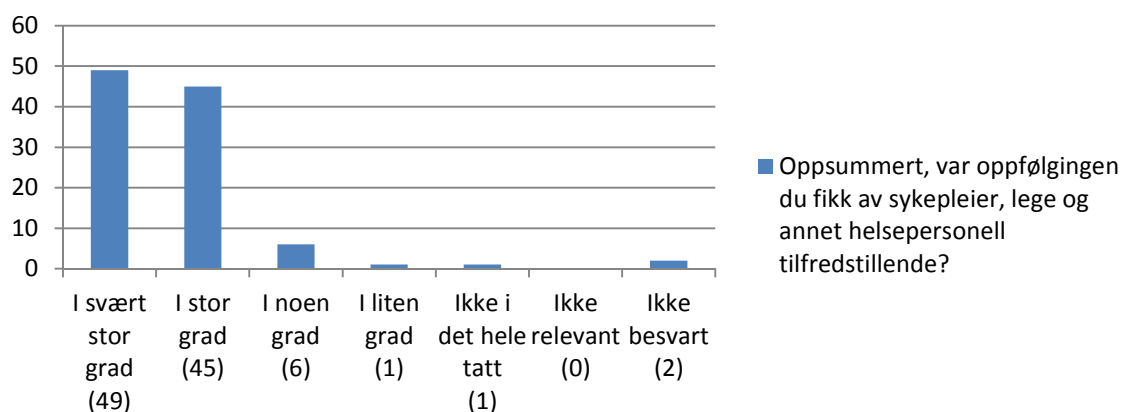 60
50
40
30
20
10
0
I svært stor grad (49)
I stor grad (45)
I noen grad (6)
I liten grad (1)
Ikke i det hele tatt (1)
Ikke relevant (0)
Ikke besvart (2)
Oppsummert, var oppfølgingen
du fikk av sykepleier, lege og
annet helsepersonell
tilfredstillende?